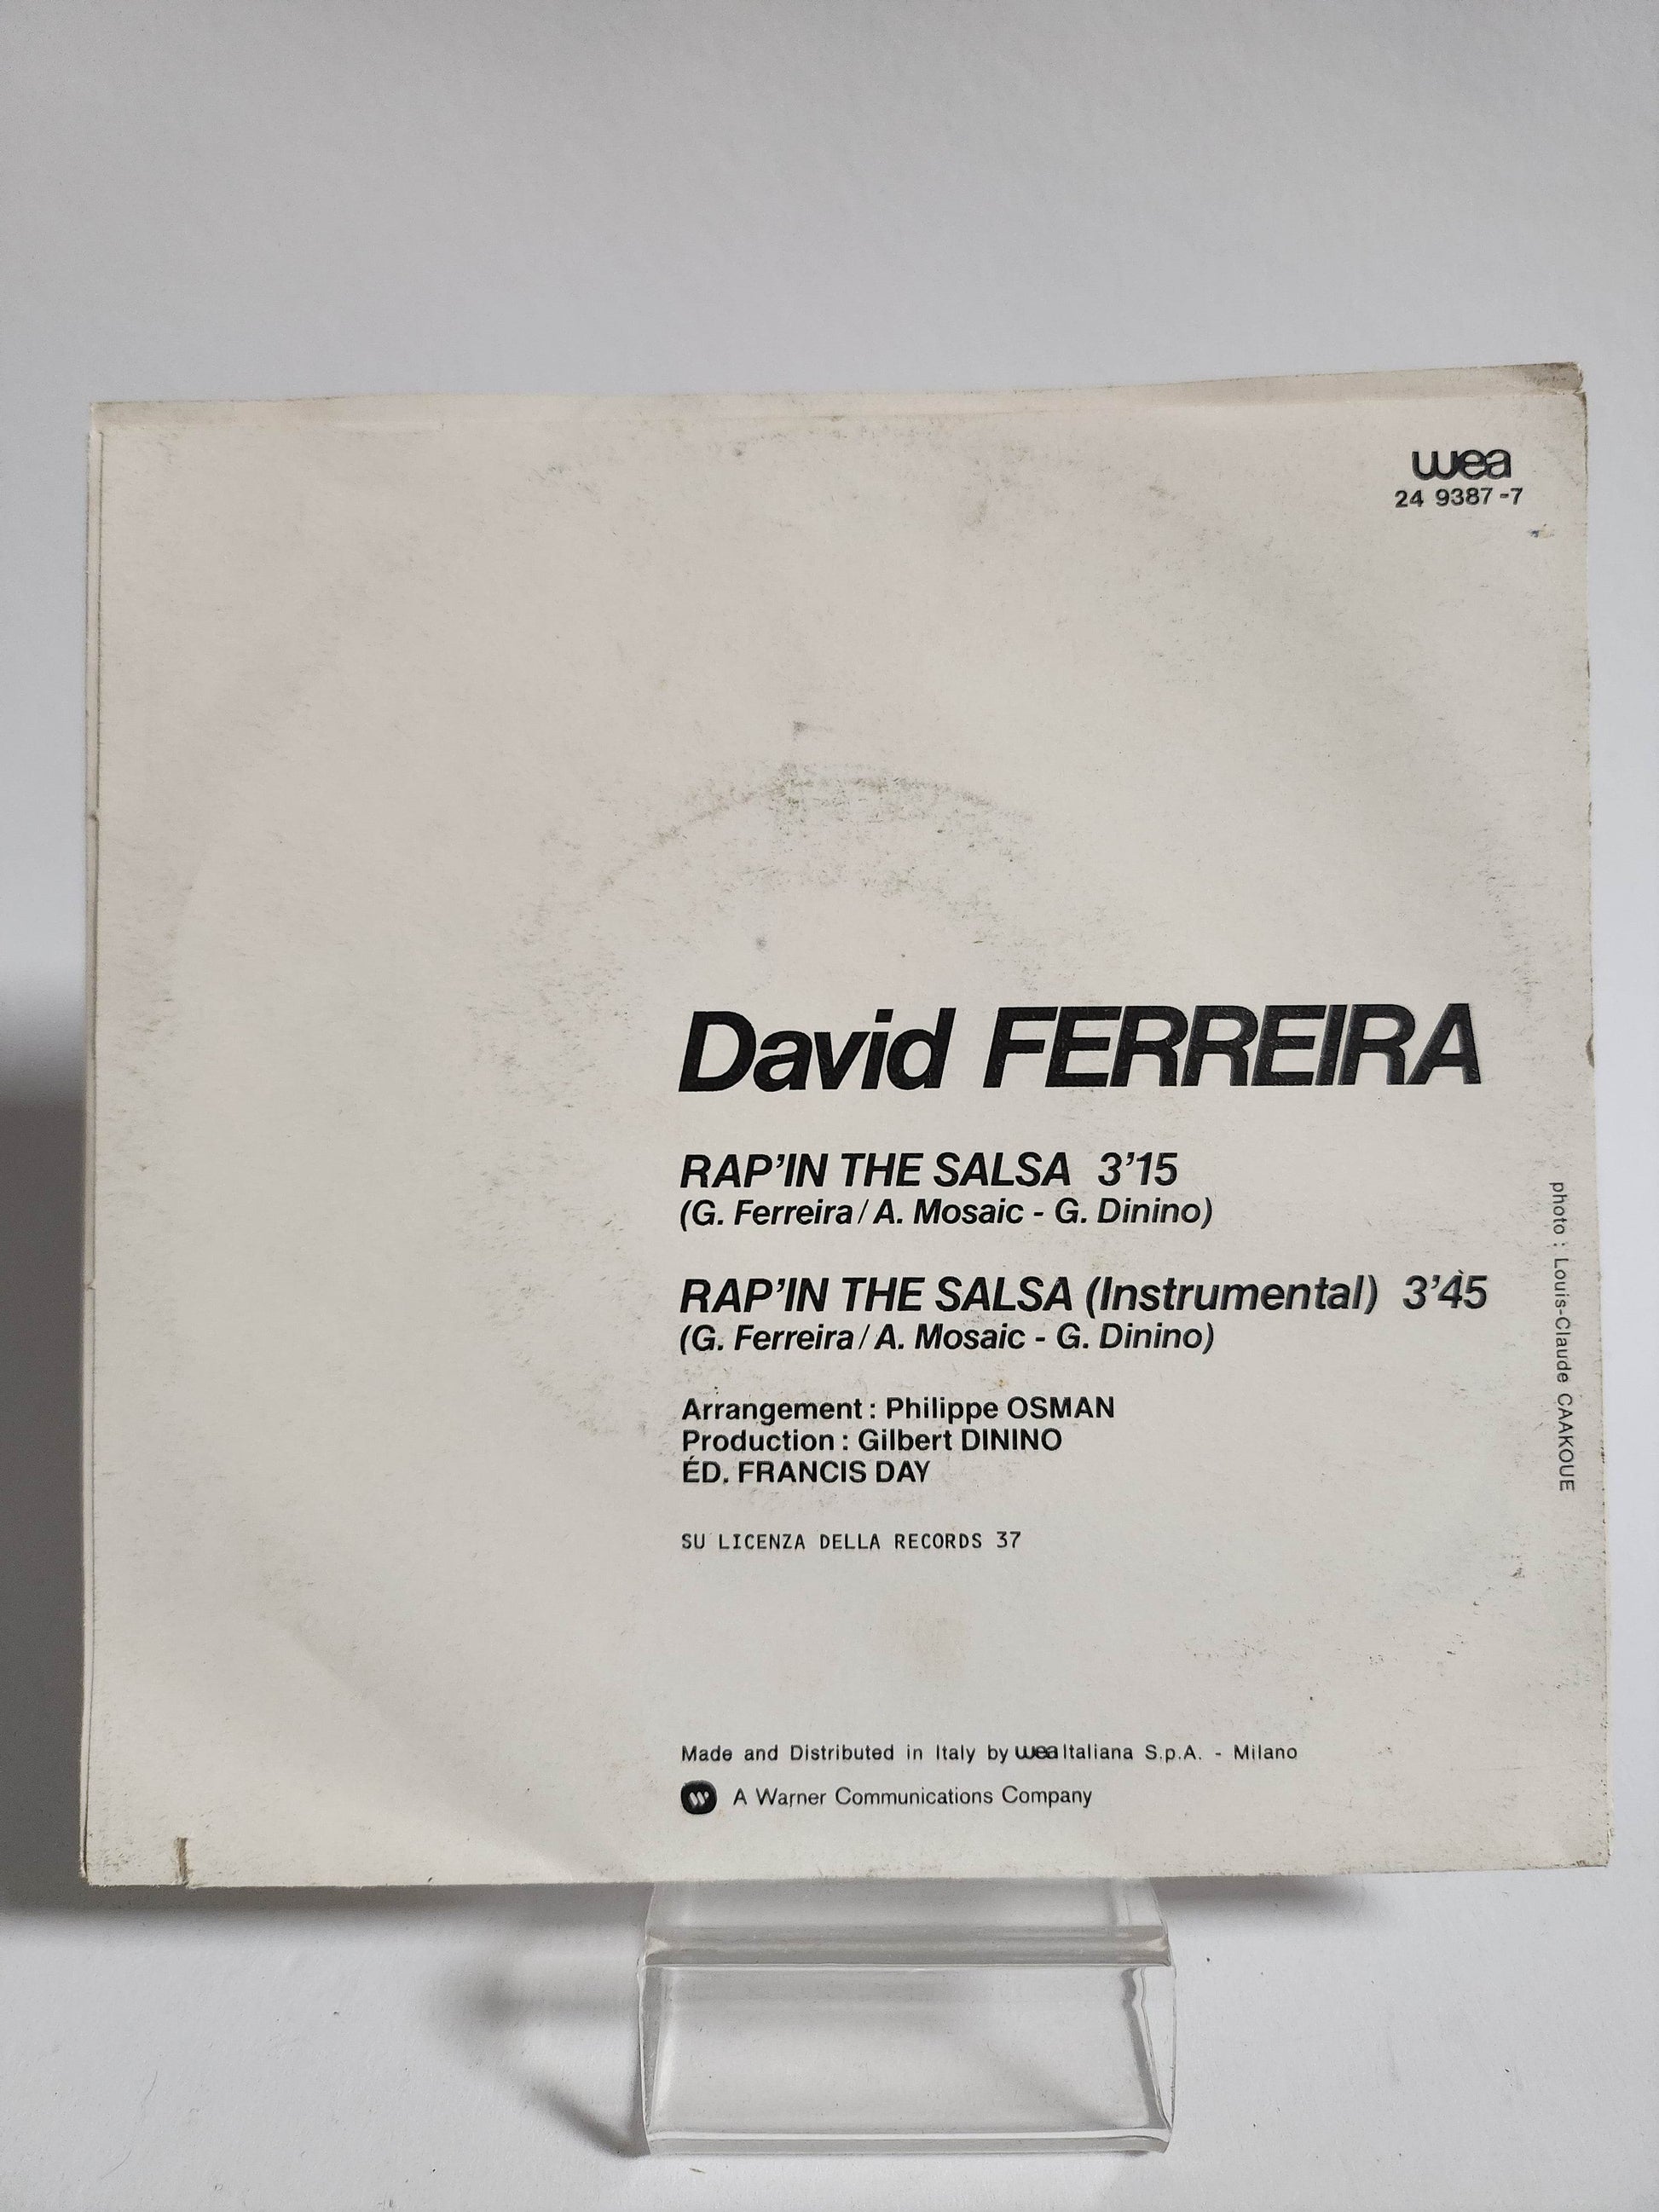 wea
24 9387-7
David FERREIRA
RAP'IN THE SALSA 3'15
(G. Ferreira / A. Mosaic - G. Dinino)
RAP'IN THE SALSA (Instrumental) 3'45
(G. Ferreira / A. Mosaic - G. Dinino)
Arrangement : Philippe OSMAN
Production : Gilbert DININO
ÉD. FRANCIS DAY
SU LICENZA DELLA RECORDS 37
photo : Louis-Claude CAAKOUE
Made and Distributed in Italy by wea Italiana S.p.A. - Milano
A Warner Communications Company